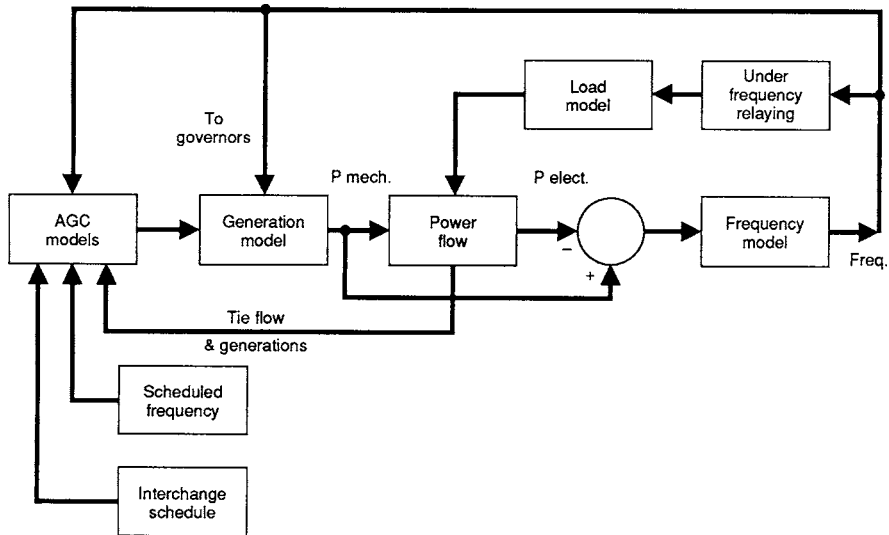 Load
model
Under
frequency
relaying
To
governors
P mech.
P elect.
AGC
models
Generation
model
Power
flow
–
+
Frequency
model
Freq.
Tie flow
& generations
Scheduled
frequency
Interchange
schedule